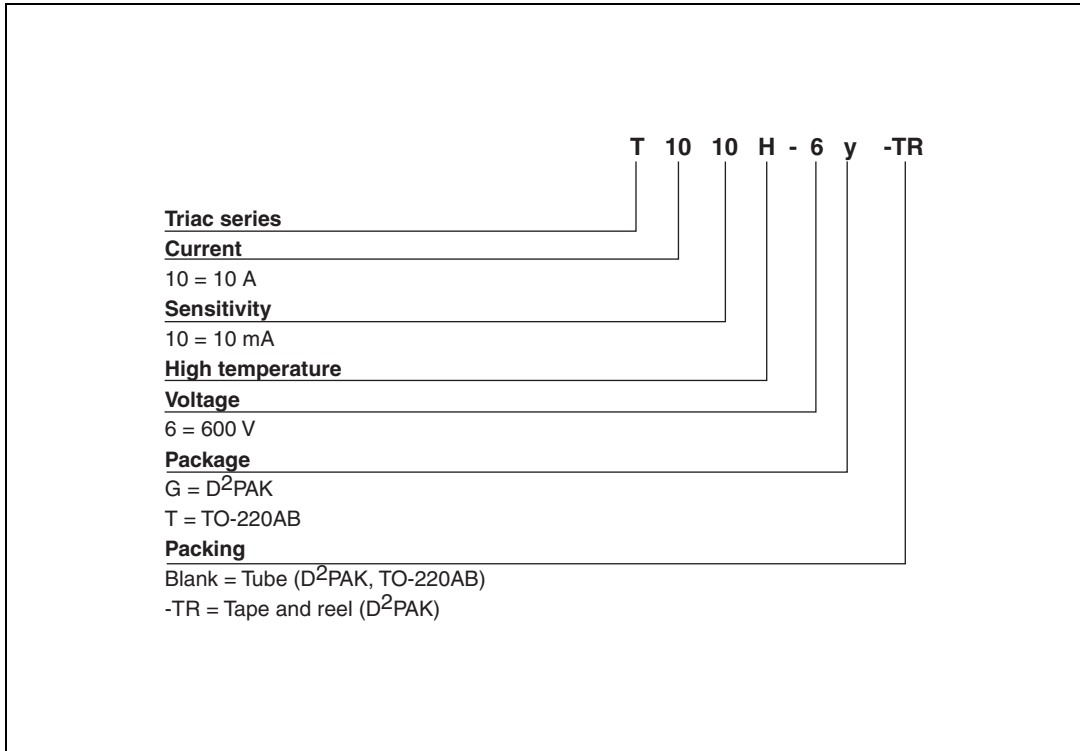 T 10 10 H - 6 y -TR
Triac series
Current
10 = 10 A
Sensitivity
10 = 10 mA
High temperature
Voltage
6 = 600 V
Package
G = D²PAK
T = TO-220AB
Packing
Blank = Tube (D²PAK, TO-220AB)
-TR = Tape and reel (D²PAK)